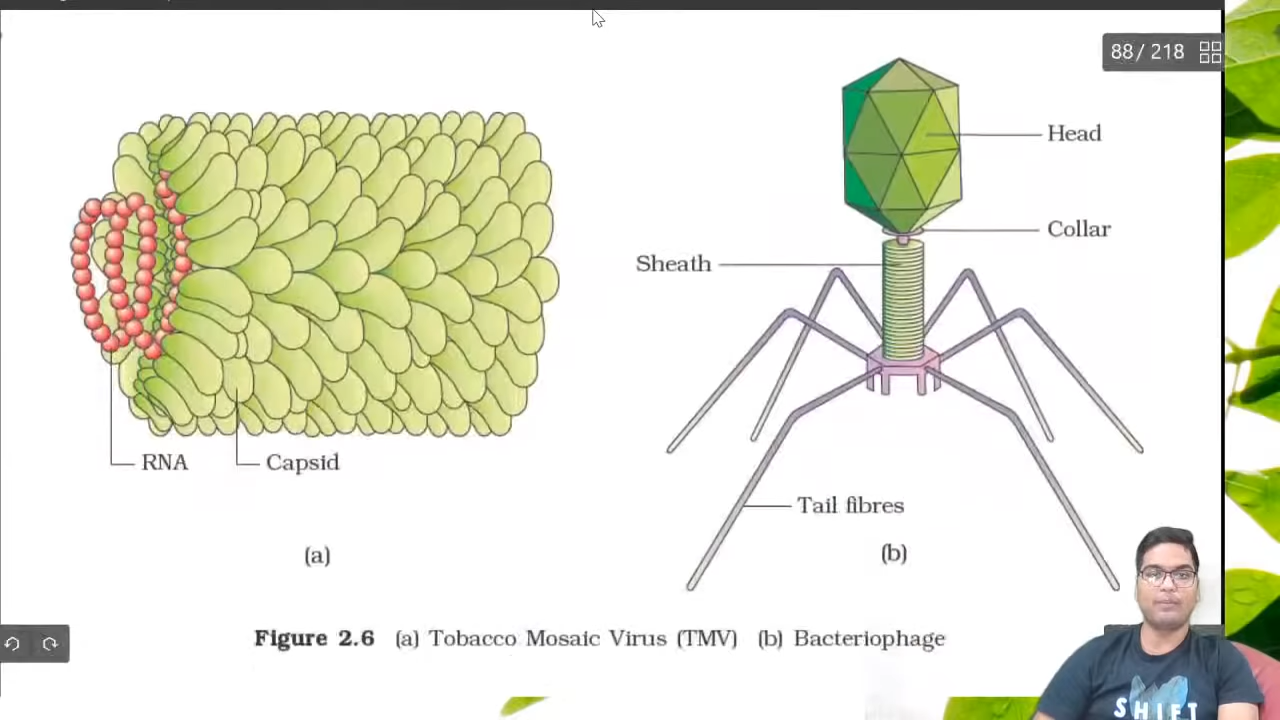 88 / 218
Head
Collar
Sheath
RNA
Capsid
Tail fibres
(a)
(b)
Figure 2.6 (a) Tobacco Mosaic Virus (TMV) (b) Bacteriophage
SHIFT